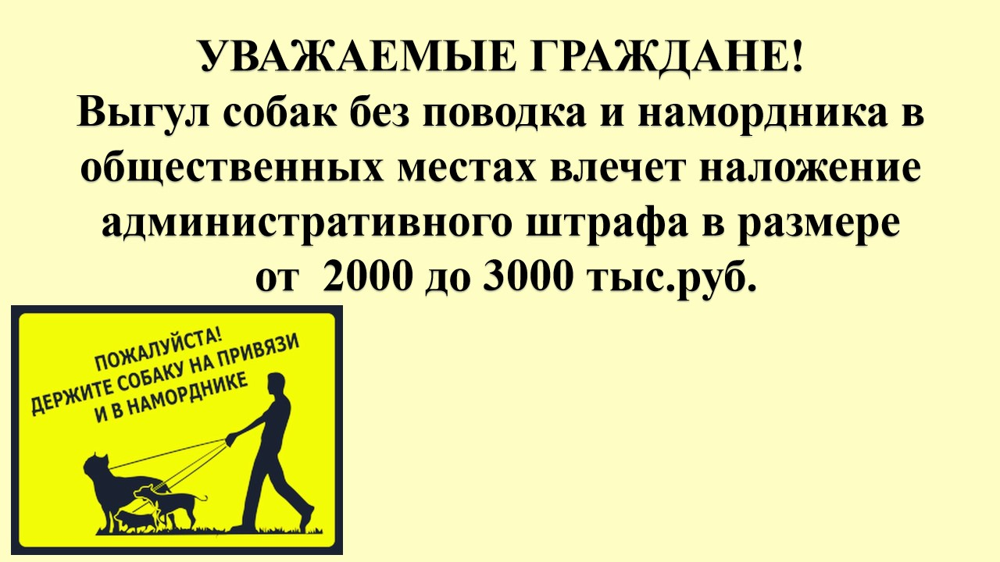 УВАЖАЕМЫЕ ГРАЖДАНЕ!
Выгул собак без поводка и намордника в
общественных местах влечет наложение
административного штрафа в размере
от 2000 до 3000 тыс.руб.
ПОЖАЛУЙСТА!
ДЕРЖИТЕ СОБАКУ НА ПРИВЯЗИ
И В НАМОРДНИКЕ